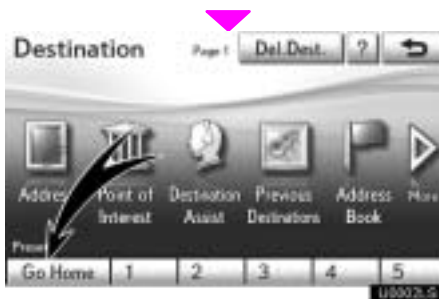 Destination Page 1 Del.Dest. ?
Address Point of Interest Destination Assist Previous Destinations Address Book More
Go Home 1 2 3 4 5